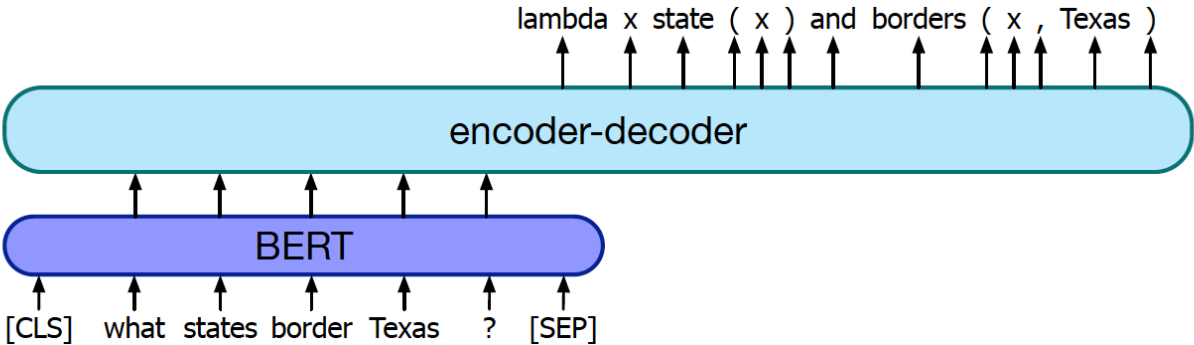 lambda x state ( x ) and borders ( x , Texas )
encoder-decoder
BERT
[CLS] what states border Texas ? [SEP]